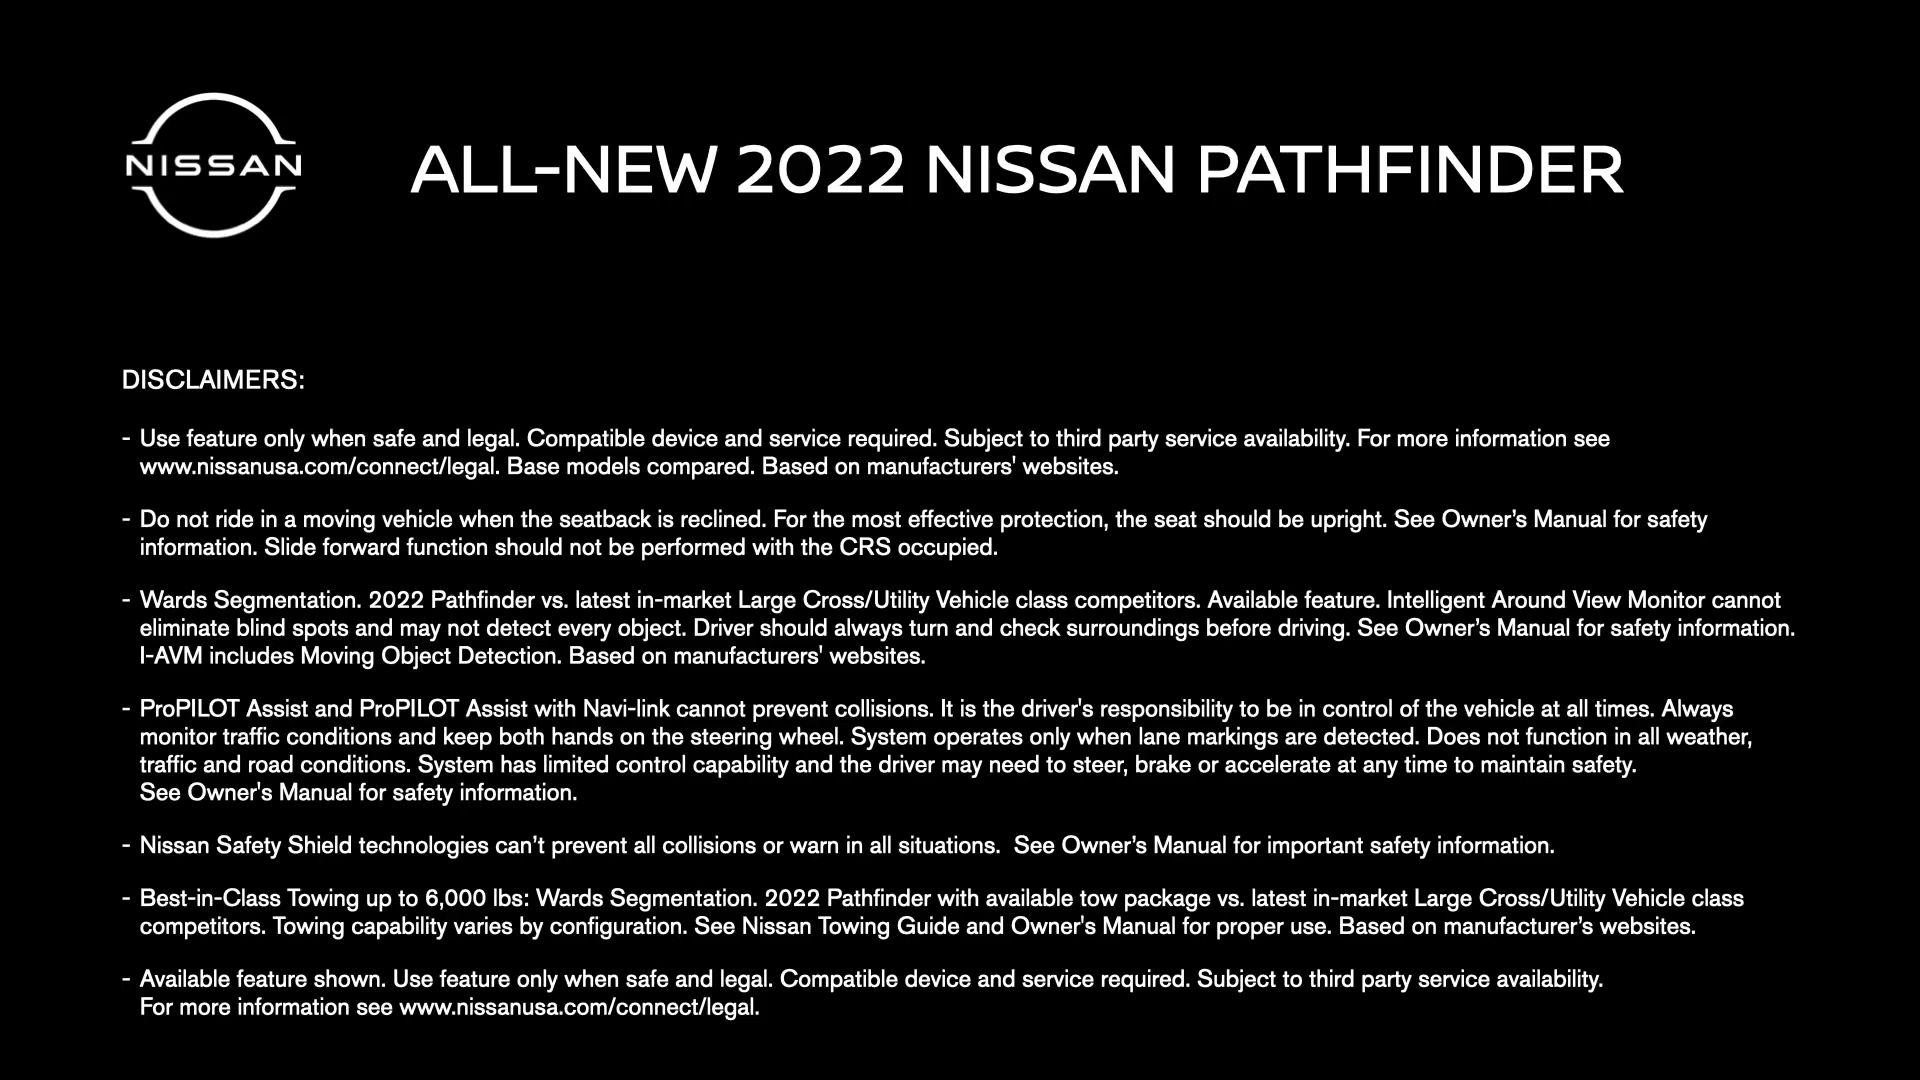 NISSAN
ALL-NEW 2022 NISSAN PATHFINDER
DISCLAIMERS:
- Use feature only when safe and legal. Compatible device and service required. Subject to third party service availability. For more information see
www.nissanusa.com/connect/legal. Base models compared. Based on manufacturers' websites.
- Do not ride in a moving vehicle when the seatback is reclined. For the most effective protection, the seat should be upright. See Owner’s Manual for safety
information. Slide forward function should not be performed with the CRS occupied.
- Wards Segmentation. 2022 Pathfinder vs. latest in-market Large Cross/Utility Vehicle class competitors. Available feature. Intelligent Around View Monitor cannot
eliminate blind spots and may not detect every object. Driver should always turn and check surroundings before driving. See Owner’s Manual for safety information.
I-AVM includes Moving Object Detection. Based on manufacturers' websites.
- ProPILOT Assist and ProPILOT Assist with Navi-link cannot prevent collisions. It is the driver's responsibility to be in control of the vehicle at all times. Always
monitor traffic conditions and keep both hands on the steering wheel. System operates only when lane markings are detected. Does not function in all weather,
traffic and road conditions. System has limited control capability and the driver may need to steer, brake or accelerate at any time to maintain safety.
See Owner's Manual for safety information.
- Nissan Safety Shield technologies can’t prevent all collisions or warn in all situations.  See Owner’s Manual for important safety information.
- Best-in-Class Towing up to 6,000 lbs: Wards Segmentation. 2022 Pathfinder with available tow package vs. latest in-market Large Cross/Utility Vehicle class
competitors. Towing capability varies by configuration. See Nissan Towing Guide and Owner's Manual for proper use. Based on manufacturer’s websites.
- Available feature shown. Use feature only when safe and legal. Compatible device and service required. Subject to third party service availability.
For more information see www.nissanusa.com/connect/legal.